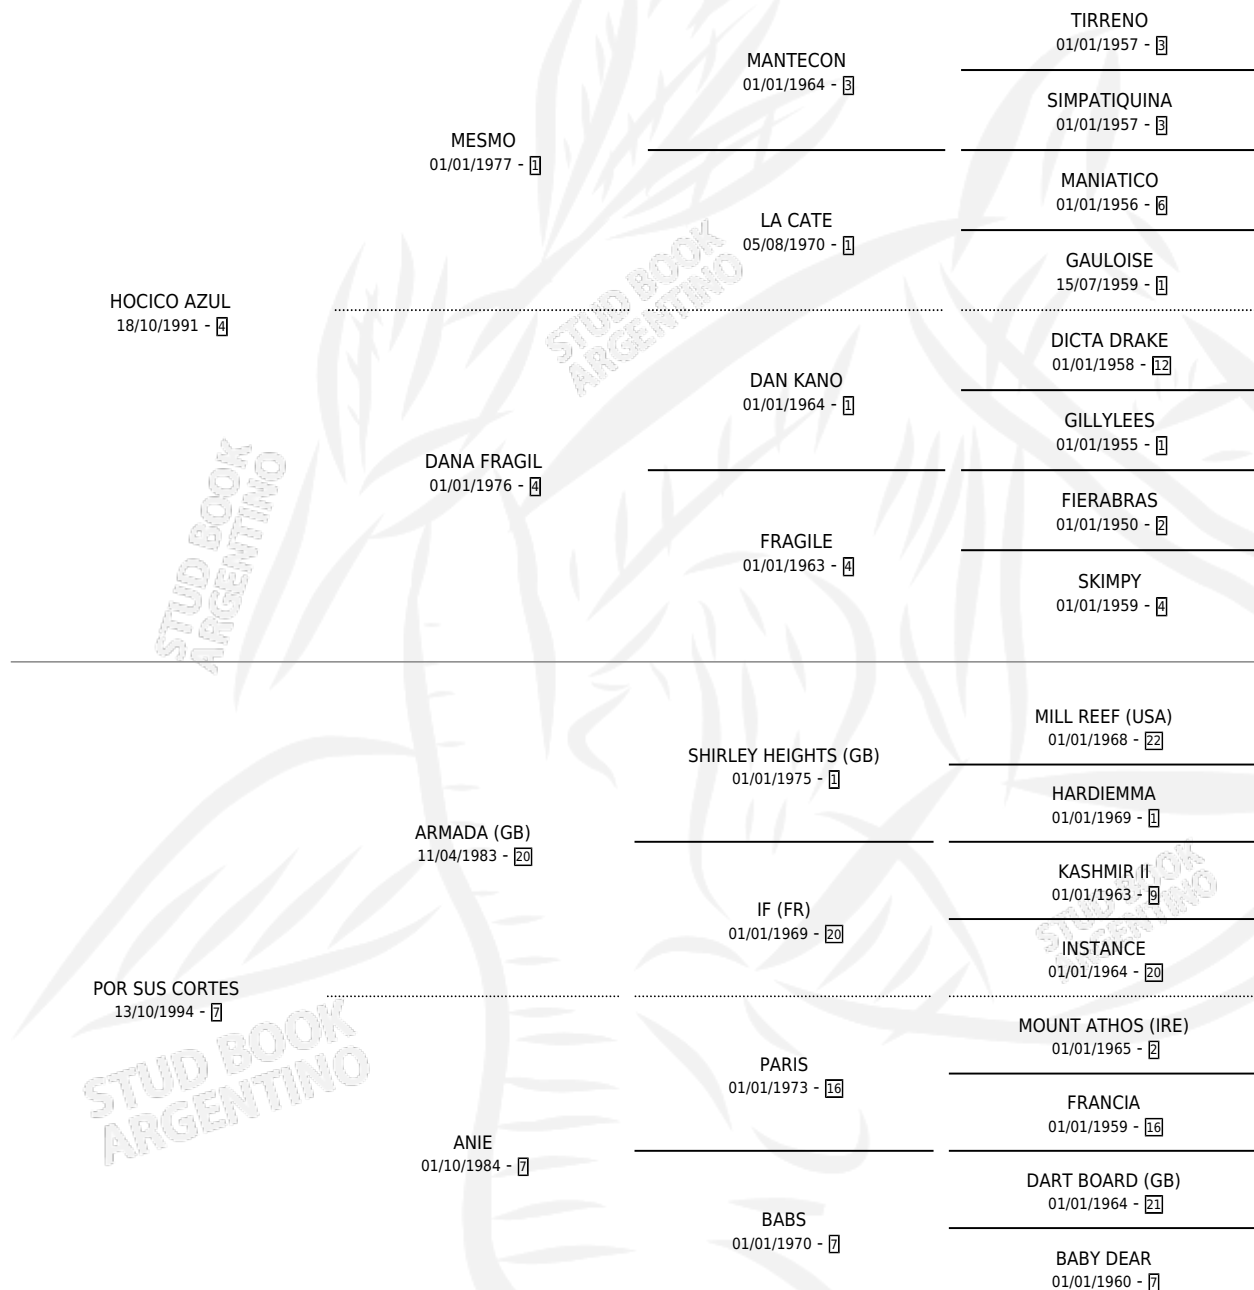 TIRRENO
01/01/1957 - 3
MANTECON
01/01/1964 - 3
SIMPATIQUINA
01/01/1957 - 3
MESMO
01/01/1977 - 1
MANIATICO
01/01/1956 - 6
LA CATE
05/08/1970 - 1
GAULOISE
15/07/1959 - 1
HOCICO AZUL
18/10/1991 - 4
DICTA DRAKE
01/01/1958 - 12
DAN KANO
01/01/1964 - 1
GILLYLEES
01/01/1955 - 1
DANA FRAGIL
01/01/1976 - 4
FIERABRAS
01/01/1950 - 2
FRAGILE
01/01/1963 - 4
SKIMPY
01/01/1959 - 4
STUD BOOK
ARGENTINO
STUD BOOK
ARGENTINO
MILL REEF (USA)
01/01/1968 - 22
SHIRLEY HEIGHTS (GB)
01/01/1975 - 1
HARDIEMMA
01/01/1969 - 1
ARMADA (GB)
11/04/1983 - 20
KASHMIR II
01/01/1963 - 9
IF (FR)
01/01/1969 - 20
INSTANCE
01/01/1964 - 20
STUD BOOK
ARGENTINO
POR SUS CORTES
13/10/1994 - 7
MOUNT ATHOS (IRE)
01/01/1965 - 2
PARIS
01/01/1973 - 16
FRANCIA
01/01/1959 - 16
ANIE
01/10/1984 - 7
DART BOARD (GB)
01/01/1964 - 21
BABS
01/01/1970 - 7
BABY DEAR
01/01/1960 - 7
STUD BOOK
ARGENTINO